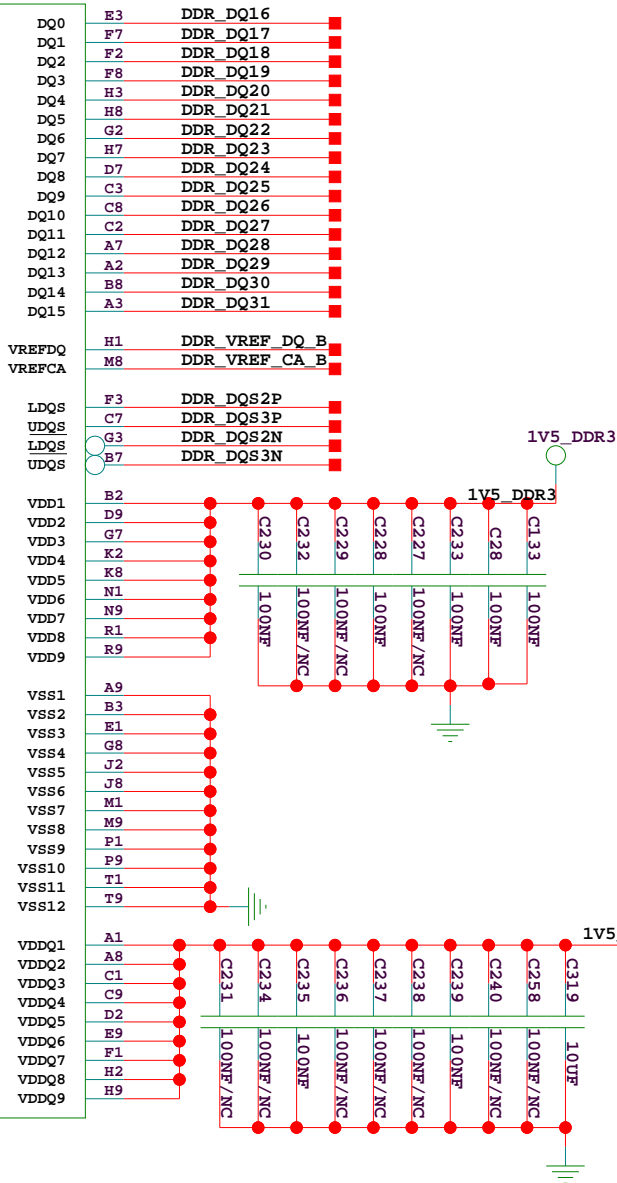 DQ0 E3 DDR_DQ16
DQ1 F7 DDR_DQ17
DQ2 F2 DDR_DQ18
DQ3 F8 DDR_DQ19
DQ4 H3 DDR_DQ20
DQ5 H8 DDR_DQ21
DQ6 G2 DDR_DQ22
DQ7 H7 DDR_DQ23
DQ8 D7 DDR_DQ24
DQ9 C3 DDR_DQ25
DQ10 C8 DDR_DQ26
DQ11 C2 DDR_DQ27
DQ12 A7 DDR_DQ28
DQ13 A2 DDR_DQ29
DQ14 B8 DDR_DQ30
DQ15 A3 DDR_DQ31
VREFDQ H1 DDR_VREF_DQ_B
VREFCA M8 DDR_VREF_CA_B
LDQS F3 DDR_DQS2P
UDQS C7 DDR_DQS3P
LDQS G3 DDR_DQS2N
UDQS B7 DDR_DQS3N
1V5_DDR3
1V5_DDR3
VDD1 B2
VDD2 D9
VDD3 G7
VDD4 K2
VDD5 K8
VDD6 N1
VDD7 N9
VDD8 R1
VDD9 R9
C230 C232 C229 C228 C227 C233 C28 C133
100NF 100NF/NC 100NF/NC 100NF 100NF/NC 100NF 100NF 100NF
VSS1 A9
VSS2 B3
VSS3 E1
VSS4 G8
VSS5 J2
VSS6 J8
VSS7 M1
VSS8 M9
VSS9 P1
VSS10 P9
VSS11 T1
VSS12 T9
1V5_
VDDQ1 A1
VDDQ2 A8
VDDQ3 C1
VDDQ4 C9
VDDQ5 D2
VDDQ6 E9
VDDQ7 F1
VDDQ8 H2
VDDQ9 H9
C231 C234 C235 C236 C237 C238 C239 C240 C258 C319
100NF/NC 100NF/NC 100NF 100NF/NC 100NF/NC 100NF/NC 100NF 100NF/NC 100NF/NC 10UF